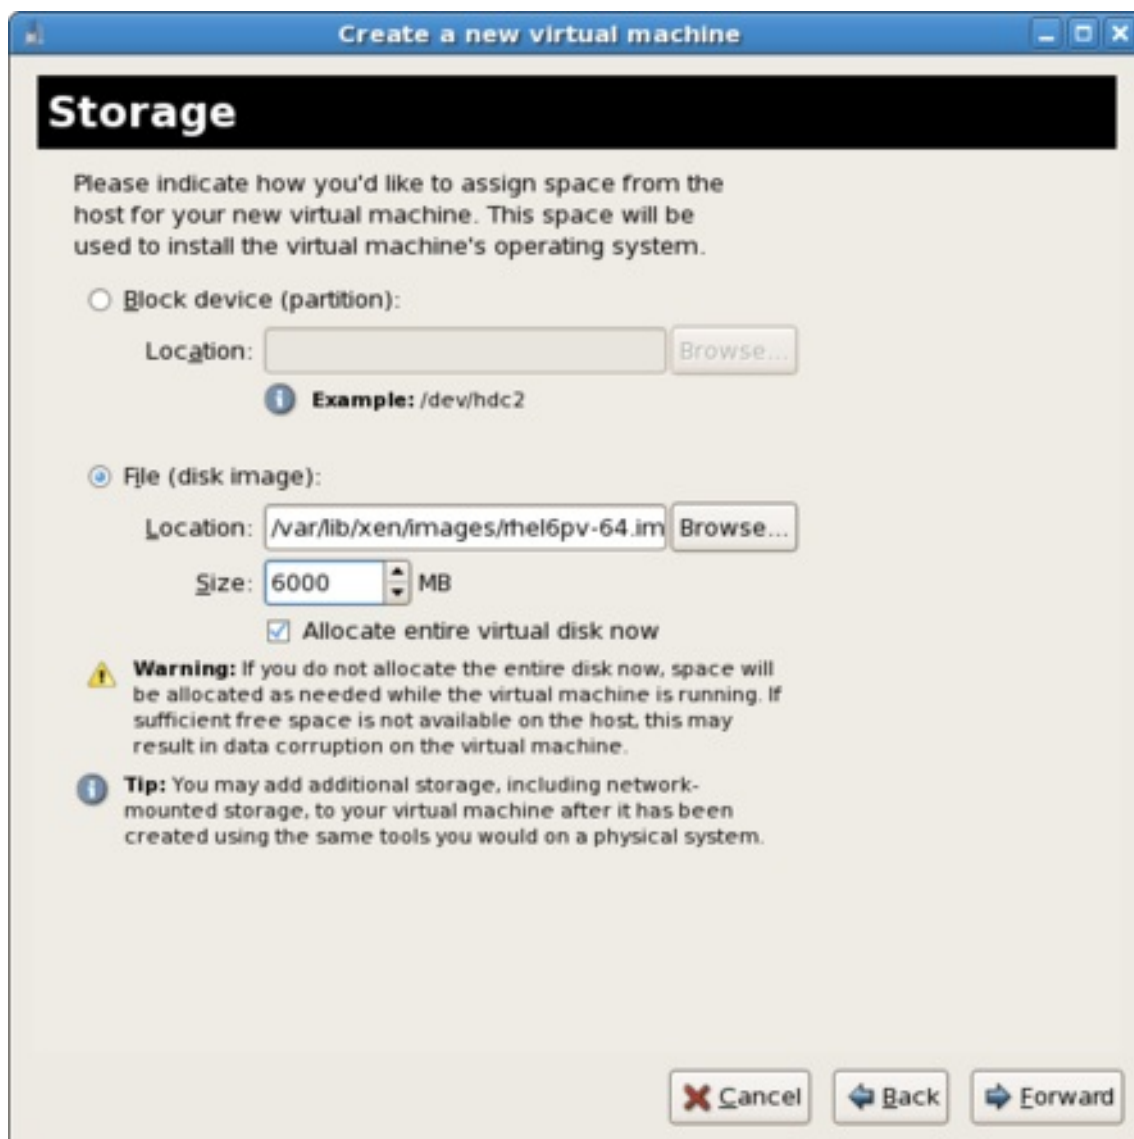 Create a new virtual machine
Storage
Please indicate how you'd like to assign space from the
host for your new virtual machine. This space will be
used to install the virtual machine's operating system.
Block device (partition):
Location: Browse...
Example: /dev/hdc2
File (disk image):
Location: /var/lib/xen/images/rhel6pv-64.im Browse...
Size: 6000 MB
Allocate entire virtual disk now
Warning: If you do not allocate the entire disk now, space will
be allocated as needed while the virtual machine is running. If
sufficient free space is not available on the host, this may
result in data corruption on the virtual machine.
Tip: You may add additional storage, including network-
mounted storage, to your virtual machine after it has been
created using the same tools you would on a physical system.
Cancel Back Forward